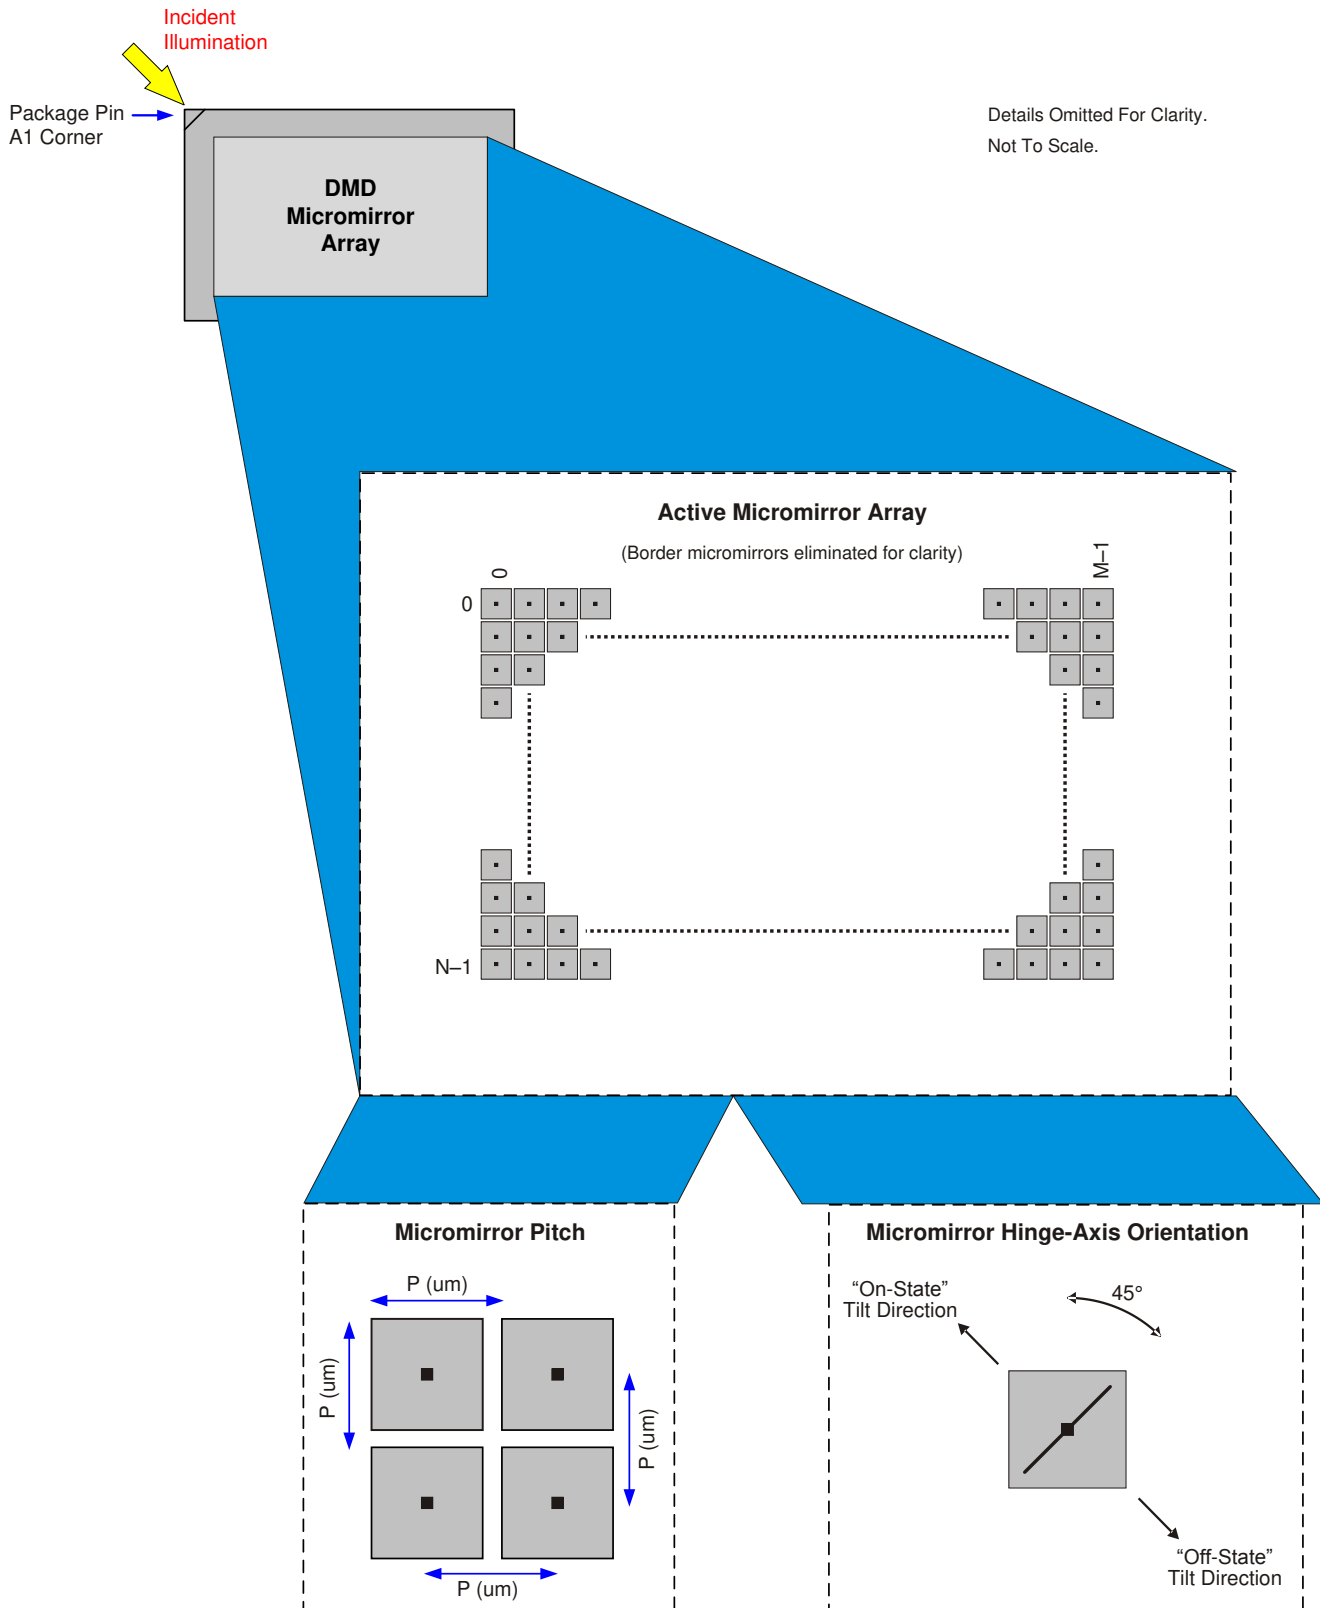 Incident
Illumination
Package Pin
A1 Corner
Details Omitted For Clarity.
Not To Scale.
DMD
Micromirror
Array
Active Micromirror Array
(Border micromirrors eliminated for clarity)
0
M–1
0
N–1
Micromirror Pitch
P (um)
P (um)
P (um)
P (um)
Micromirror Hinge-Axis Orientation
“On-State”
Tilt Direction
45°
“Off-State”
Tilt Direction